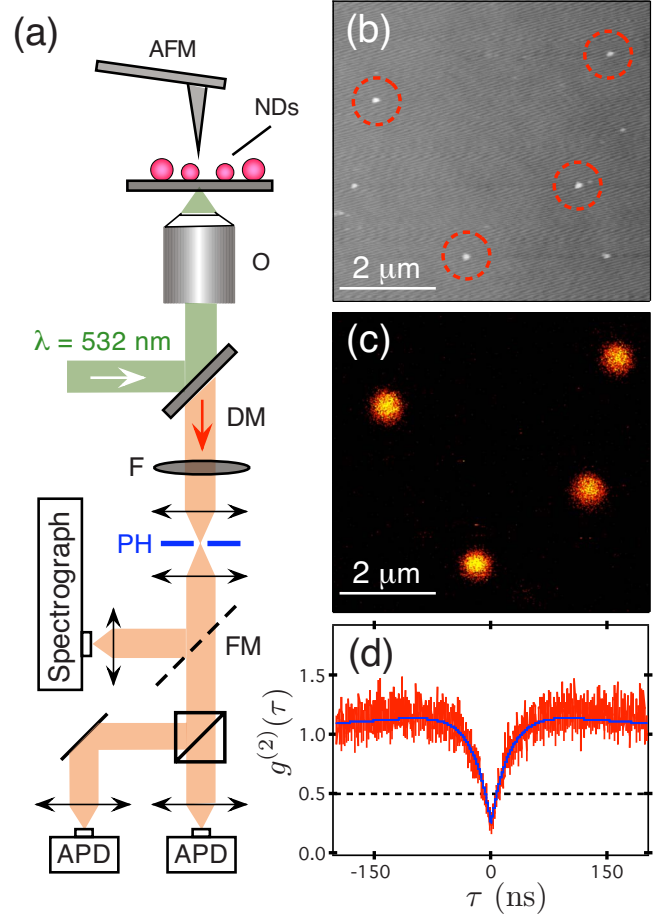 (a)
AFM
NDs
O
λ = 532 nm
DM
F
PH
FM
Spectrograph
APD
APD
(b)
2 μm
(c)
2 μm
(d)
g(2)(τ)
1.5
1.0
0.5
0.0
-150
0
150
τ (ns)